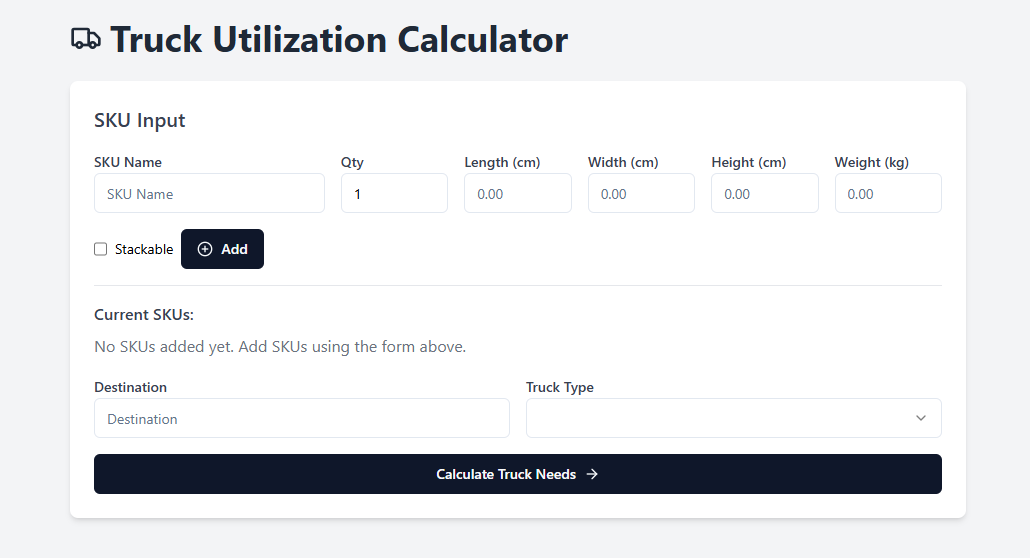 Truck Utilization Calculator
SKU Input
SKU Name Qty Length (cm) Width (cm) Height (cm) Weight (kg)
SKU Name 1 0.00 0.00 0.00 0.00
Stackable Add
Current SKUs:
No SKUs added yet. Add SKUs using the form above.
Destination Truck Type
Destination
Calculate Truck Needs →